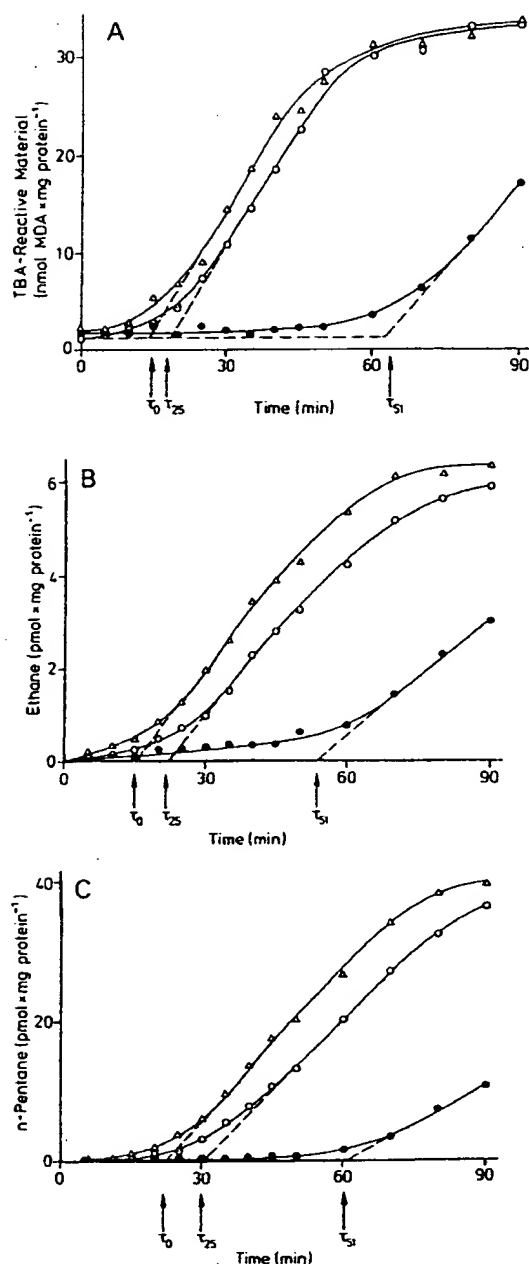 A
TBA-Reactive Material
(nmol MDA × mg protein⁻¹)
30
20
10
0
0
30
60
90
τ₀
τ₂₅
Time (min)
τ₅₁
B
Ethane (pmol × mg protein⁻¹)
6
4
2
0
0
30
60
90
τ₀
τ₂₅
τ₅₁
Time (min)
C
n-Pentane (pmol × mg protein⁻¹)
40
20
0
0
30
60
90
τ₀
τ₂₅
τ₅₁
Time (min)